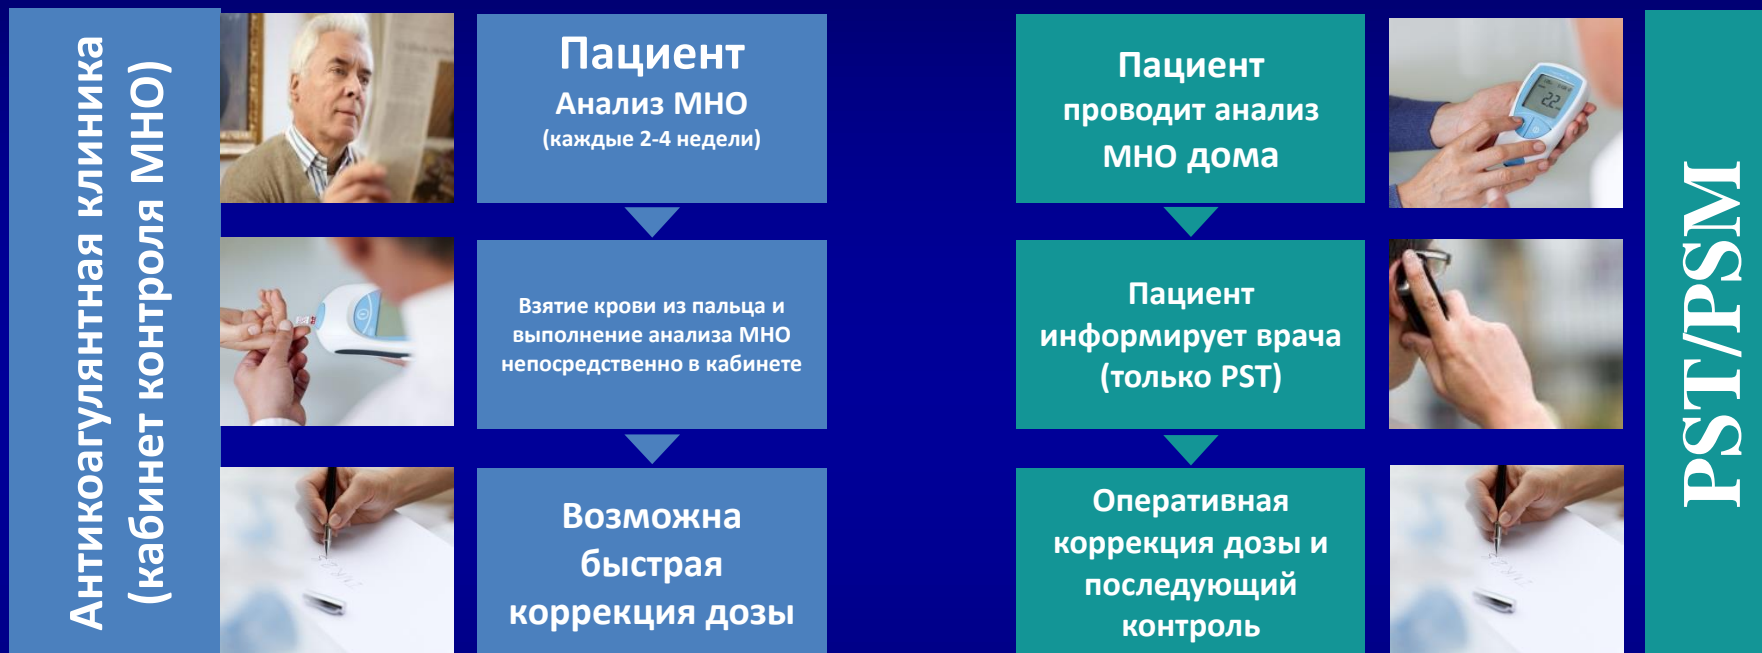 Антикоагулянтная клиника
(кабинет контроля МНО)
Пациент
Анализ МНО
(каждые 2-4 недели)
Взятие крови из пальца и
выполнение анализа МНО
непосредственно в кабинете
Возможна
быстрая
коррекция дозы
Пациент
проводит анализ
МНО дома
2.2
Пациент
информирует врача
(только PST)
Оперативная
коррекция дозы и
последующий
контроль
PST/PSM